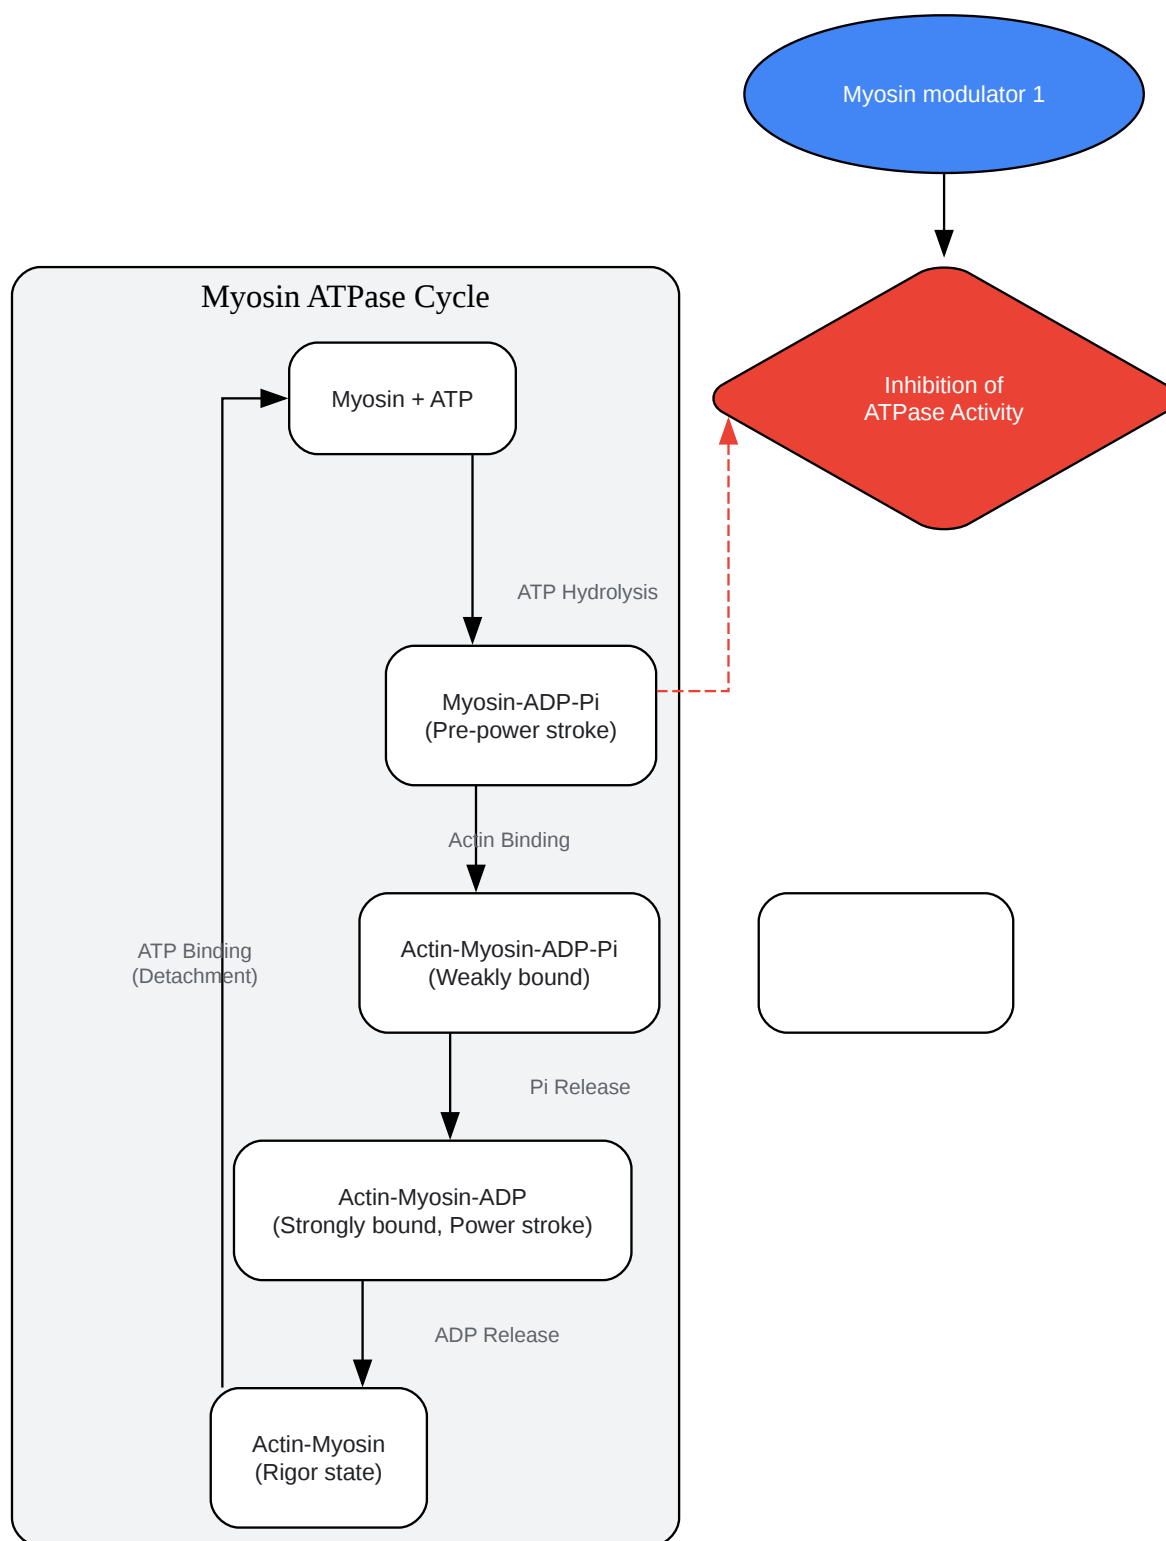 Myosin modulator 1
Inhibition of
ATPase Activity
Myosin ATPase Cycle
Myosin + ATP
ATP Hydrolysis
Myosin-ADP-Pi
(Pre-power stroke)
Actin Binding
Actin-Myosin-ADP-Pi
(Weakly bound)
ATP Binding
(Detachment)
Pi Release
Actin-Myosin-ADP
(Strongly bound, Power stroke)
ADP Release
Actin-Myosin
(Rigor state)